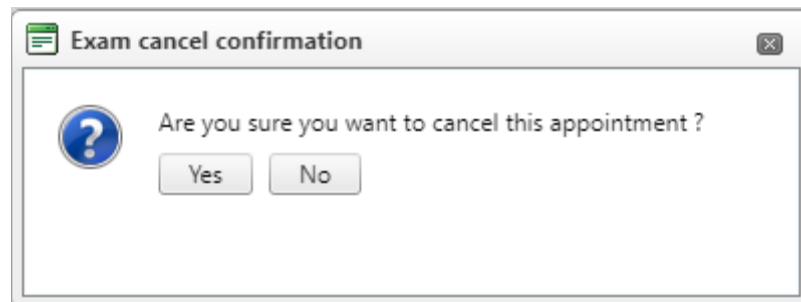 Exam cancel confirmation
Are you sure you want to cancel this appointment ?
Yes No